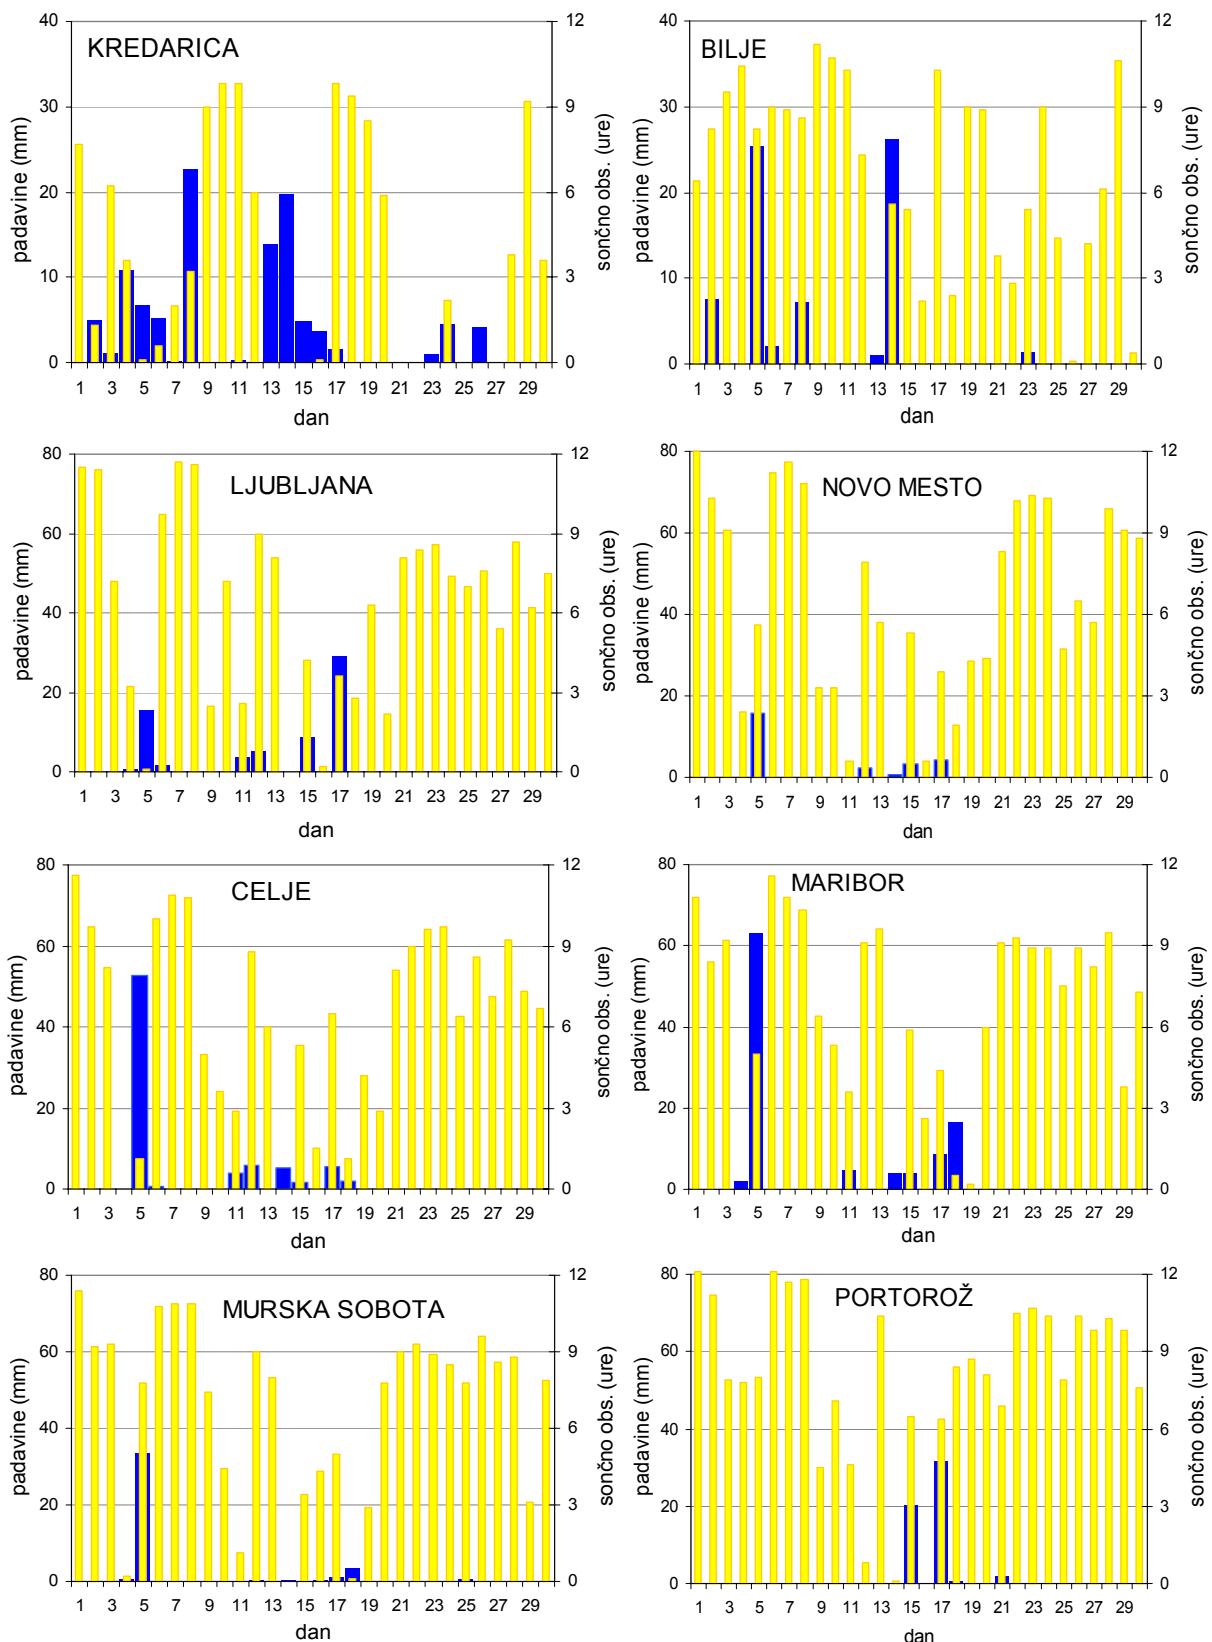 KREDARICA
padavine (mm)
40
30
20
10
0
sončno obs. (ure)
12
9
6
3
0
1 3 5 7 9 11 13 15 17 19 21 23 25 27 29
dan
BILJE
padavine (mm)
40
30
20
10
0
sončno obs. (ure)
12
9
6
3
0
1 3 5 7 9 11 13 15 17 19 21 23 25 27 29
dan
LJUBLJANA
padavine (mm)
80
60
40
20
0
sončno obs. (ure)
12
9
6
3
0
1 3 5 7 9 11 13 15 17 19 21 23 25 27 29
dan
NOVO MESTO
padavine (mm)
80
60
40
20
0
sončno obs. (ure)
12
9
6
3
0
1 3 5 7 9 11 13 15 17 19 21 23 25 27 29
dan
CELJE
padavine (mm)
80
60
40
20
0
sončno obs. (ure)
12
9
6
3
0
1 3 5 7 9 11 13 15 17 19 21 23 25 27 29
dan
MARIBOR
padavine (mm)
80
60
40
20
0
sončno obs. (ure)
12
9
6
3
0
1 3 5 7 9 11 13 15 17 19 21 23 25 27 29
dan
MURSKA SOBOTA
padavine (mm)
80
60
40
20
0
sončno obs. (ure)
12
9
6
3
0
1 3 5 7 9 11 13 15 17 19 21 23 25 27 29
dan
PORTOROŽ
padavine (mm)
80
60
40
20
0
sončno obs. (ure)
12
9
6
3
0
1 3 5 7 9 11 13 15 17 19 21 23 25 27 29
dan